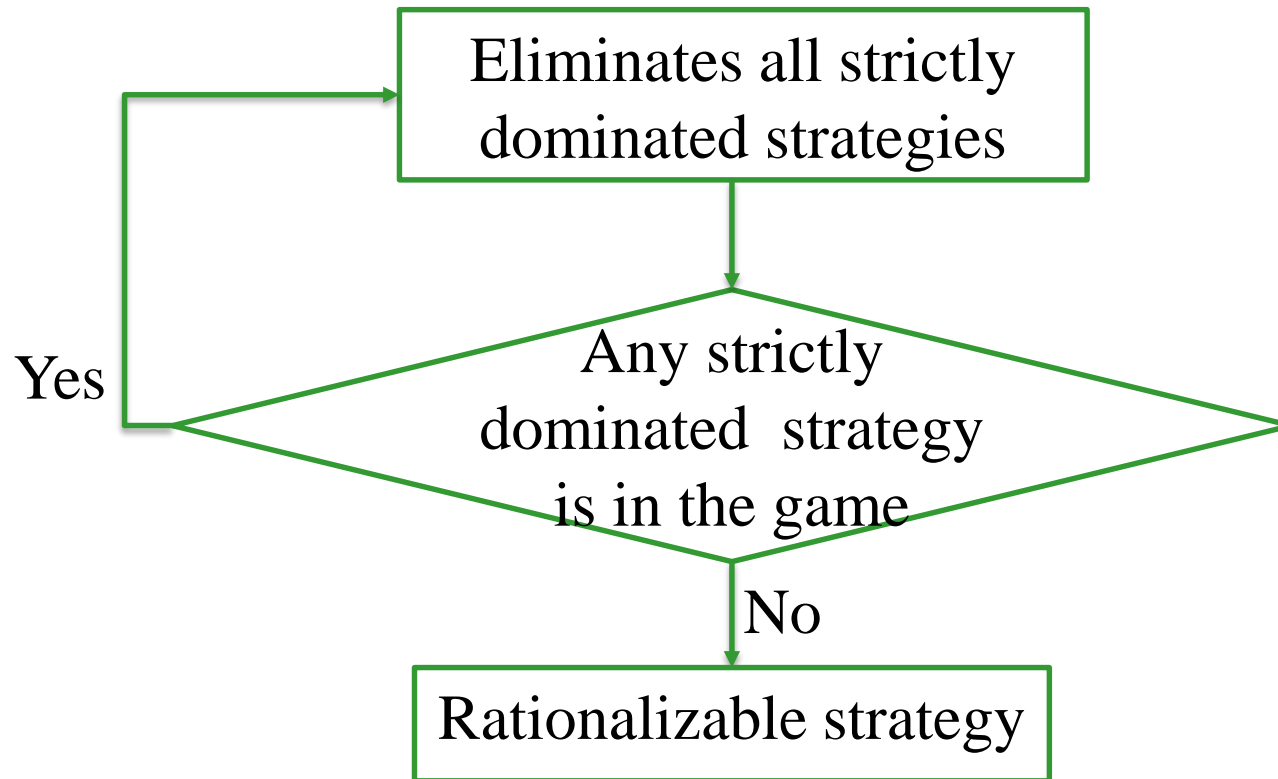 Eliminates all strictly
dominated strategies
Yes
Any strictly
dominated strategy
is in the game
No
Rationalizable strategy